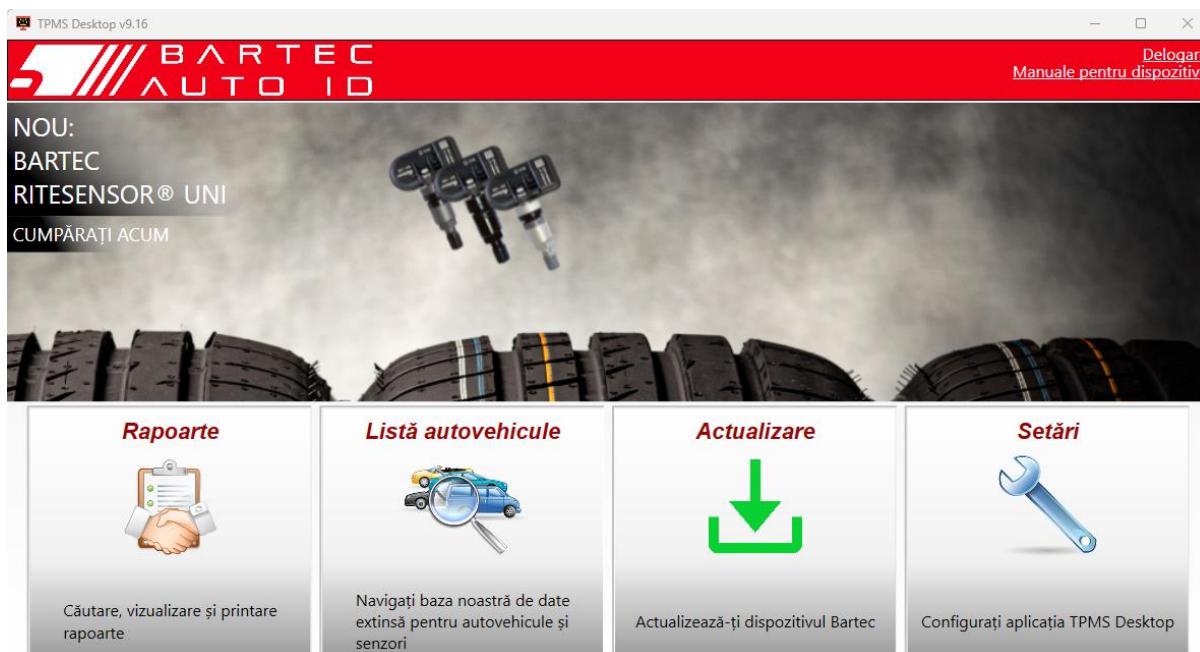 TPMS Desktop v9.16
BARTEC
AUTO ID
Delogar
Manuale pentru dispozitiv
NOU:
BARTEC
RITESENSOR® UNI
CUMPĂRAȚI ACUM
Rapoarte
Căutare, vizualizare și printare
rapoarte
Listă autovehicule
Navigați baza noastră de date
extinsă pentru autovehicule și
senzori
Actualizare
Actualizează-ți dispozitivul Bartec
Setări
Configurați aplicația TPMS Desktop